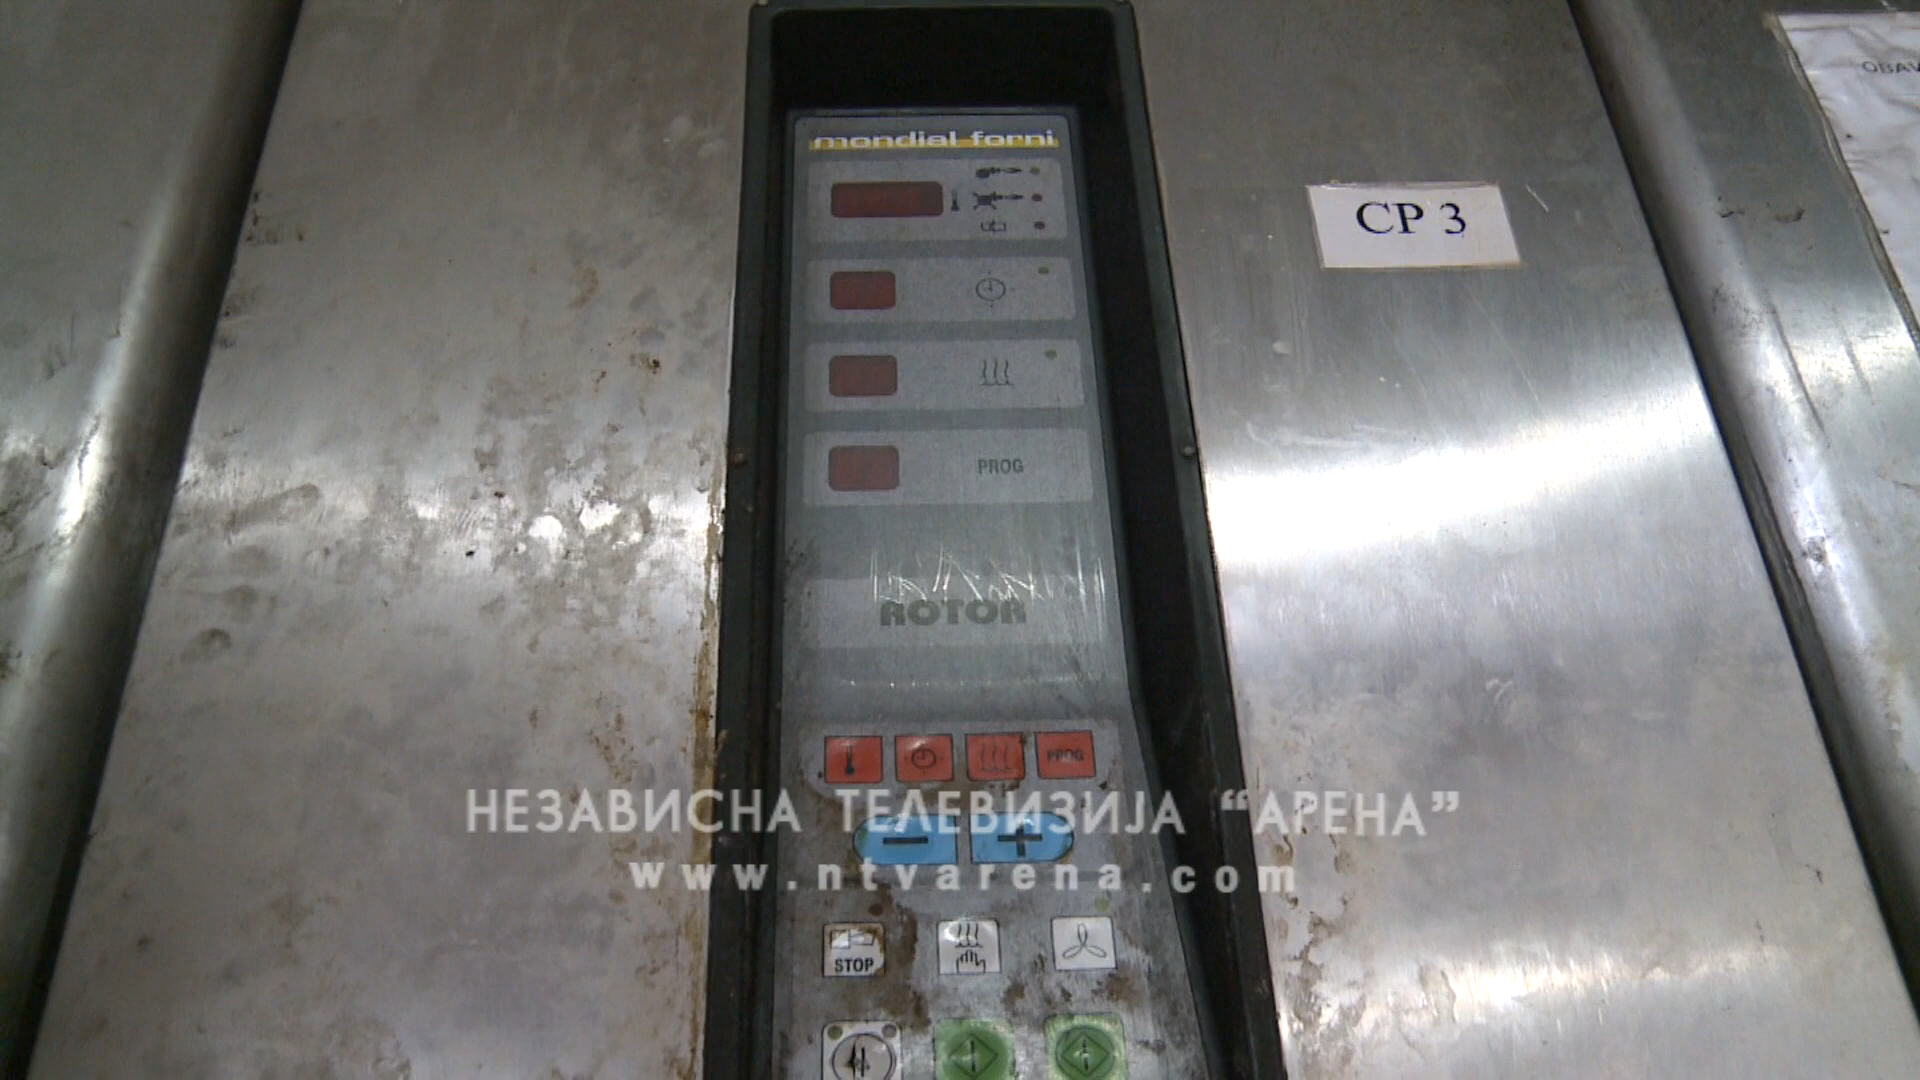 mondial forni
CP 3
PROG
ROTOR
PROG
НЕЗАВИСНА ТЕЛЕВИЗИЈА “АРЕНА”
www.ntvarena.com
STOP